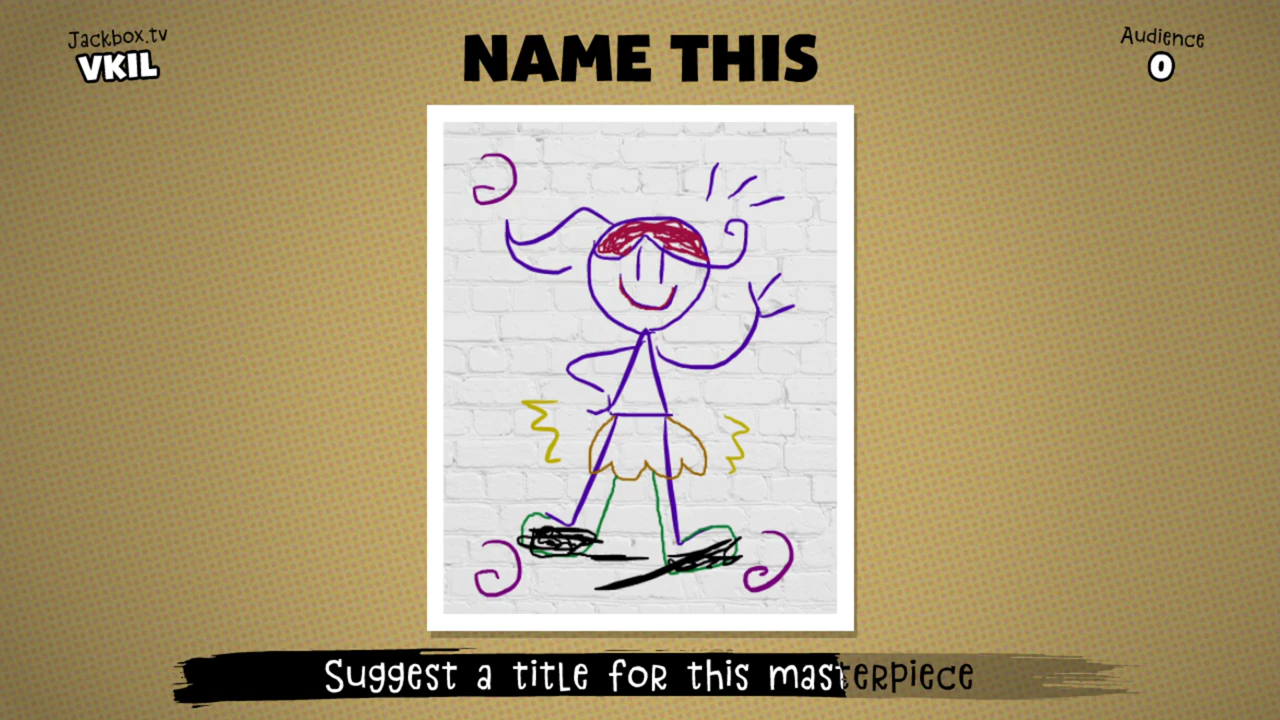 Jackbox.tv
VKIL
NAME THIS
Audience
0
Suggest a title for this masterpiece